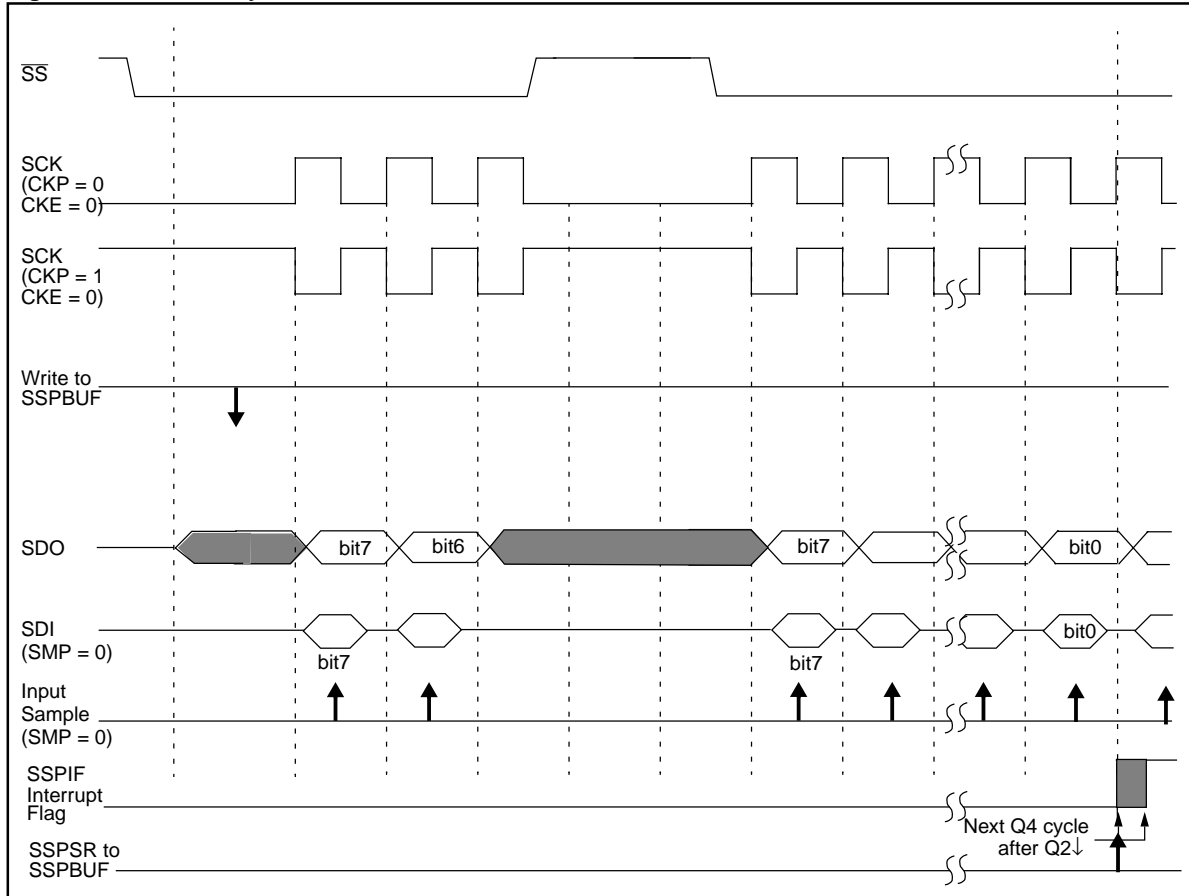 SS
SCK
(CKP = 0
CKE = 0)
SCK
(CKP = 1
CKE = 0)
Write to
SSPBUF
SDO
bit7
bit6
bit7
bit0
SDI
(SMP = 0)
bit7
bit7
bit0
Input
Sample
(SMP = 0)
SSPIF
Interrupt
Flag
Next Q4 cycle
after Q2↓
SSPSR to
SSPBUF